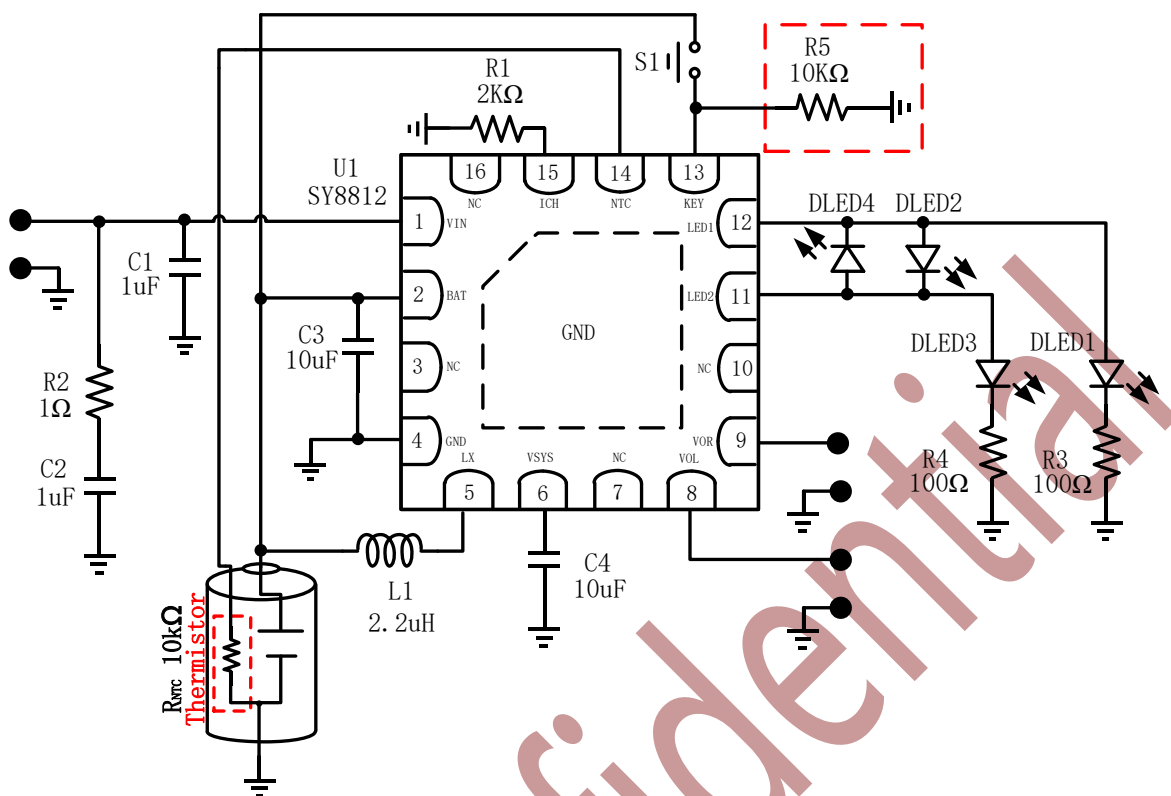 S1
R5
10KΩ
R1
2KΩ
U1
SY8812
16
NC
15
ICH
14
NTC
13
KEY
1
VIN
2
BAT
3
NC
4
GND
5
LX
6
VSYS
7
NC
8
VOL
9
VOR
10
NC
11
LED2
12
LED1
GND
DLED4
DLED2
DLED3
DLED1
C1
1uF
C3
10uF
R2
1Ω
C2
1uF
R4
100Ω
R3
100Ω
L1
2.2uH
C4
10uF
RNTC 10kΩ
Thermistor
fidential